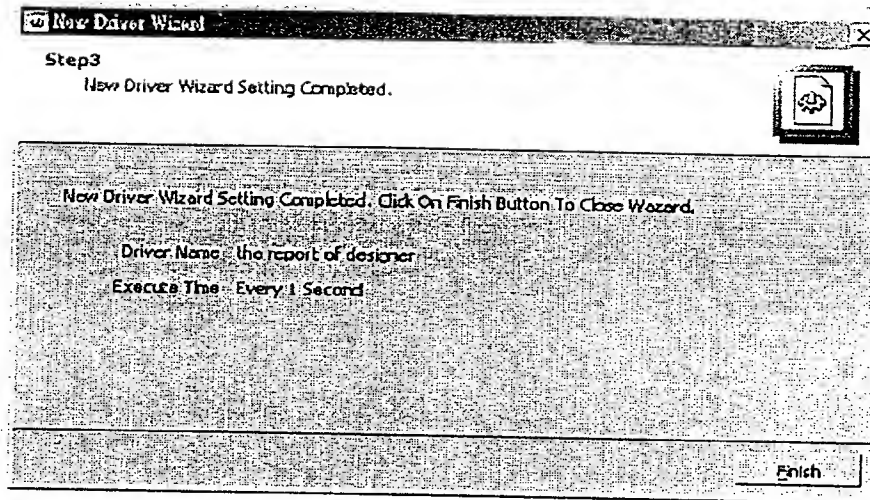 New Driver Wizard
Step3
New Driver Wizard Setting Completed.
New Driver Wizard Setting Completed. Click On Finish Button To Close Wizard.
Driver Name the report of designer
Execute Time Every 1 Second
Finish